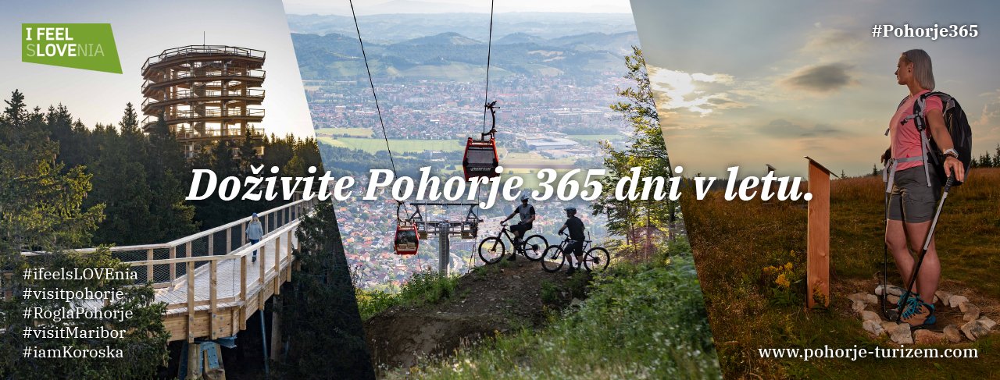 I FEEL
SLOVENIA
#Pohorje365
Doživite Pohorje 365 dni v letu.
#ifeelsLOVEnia
#visitpohorje
#RoglaPohorje
#visitMaribor
#iamKoroska
www.pohorje-turizem.com